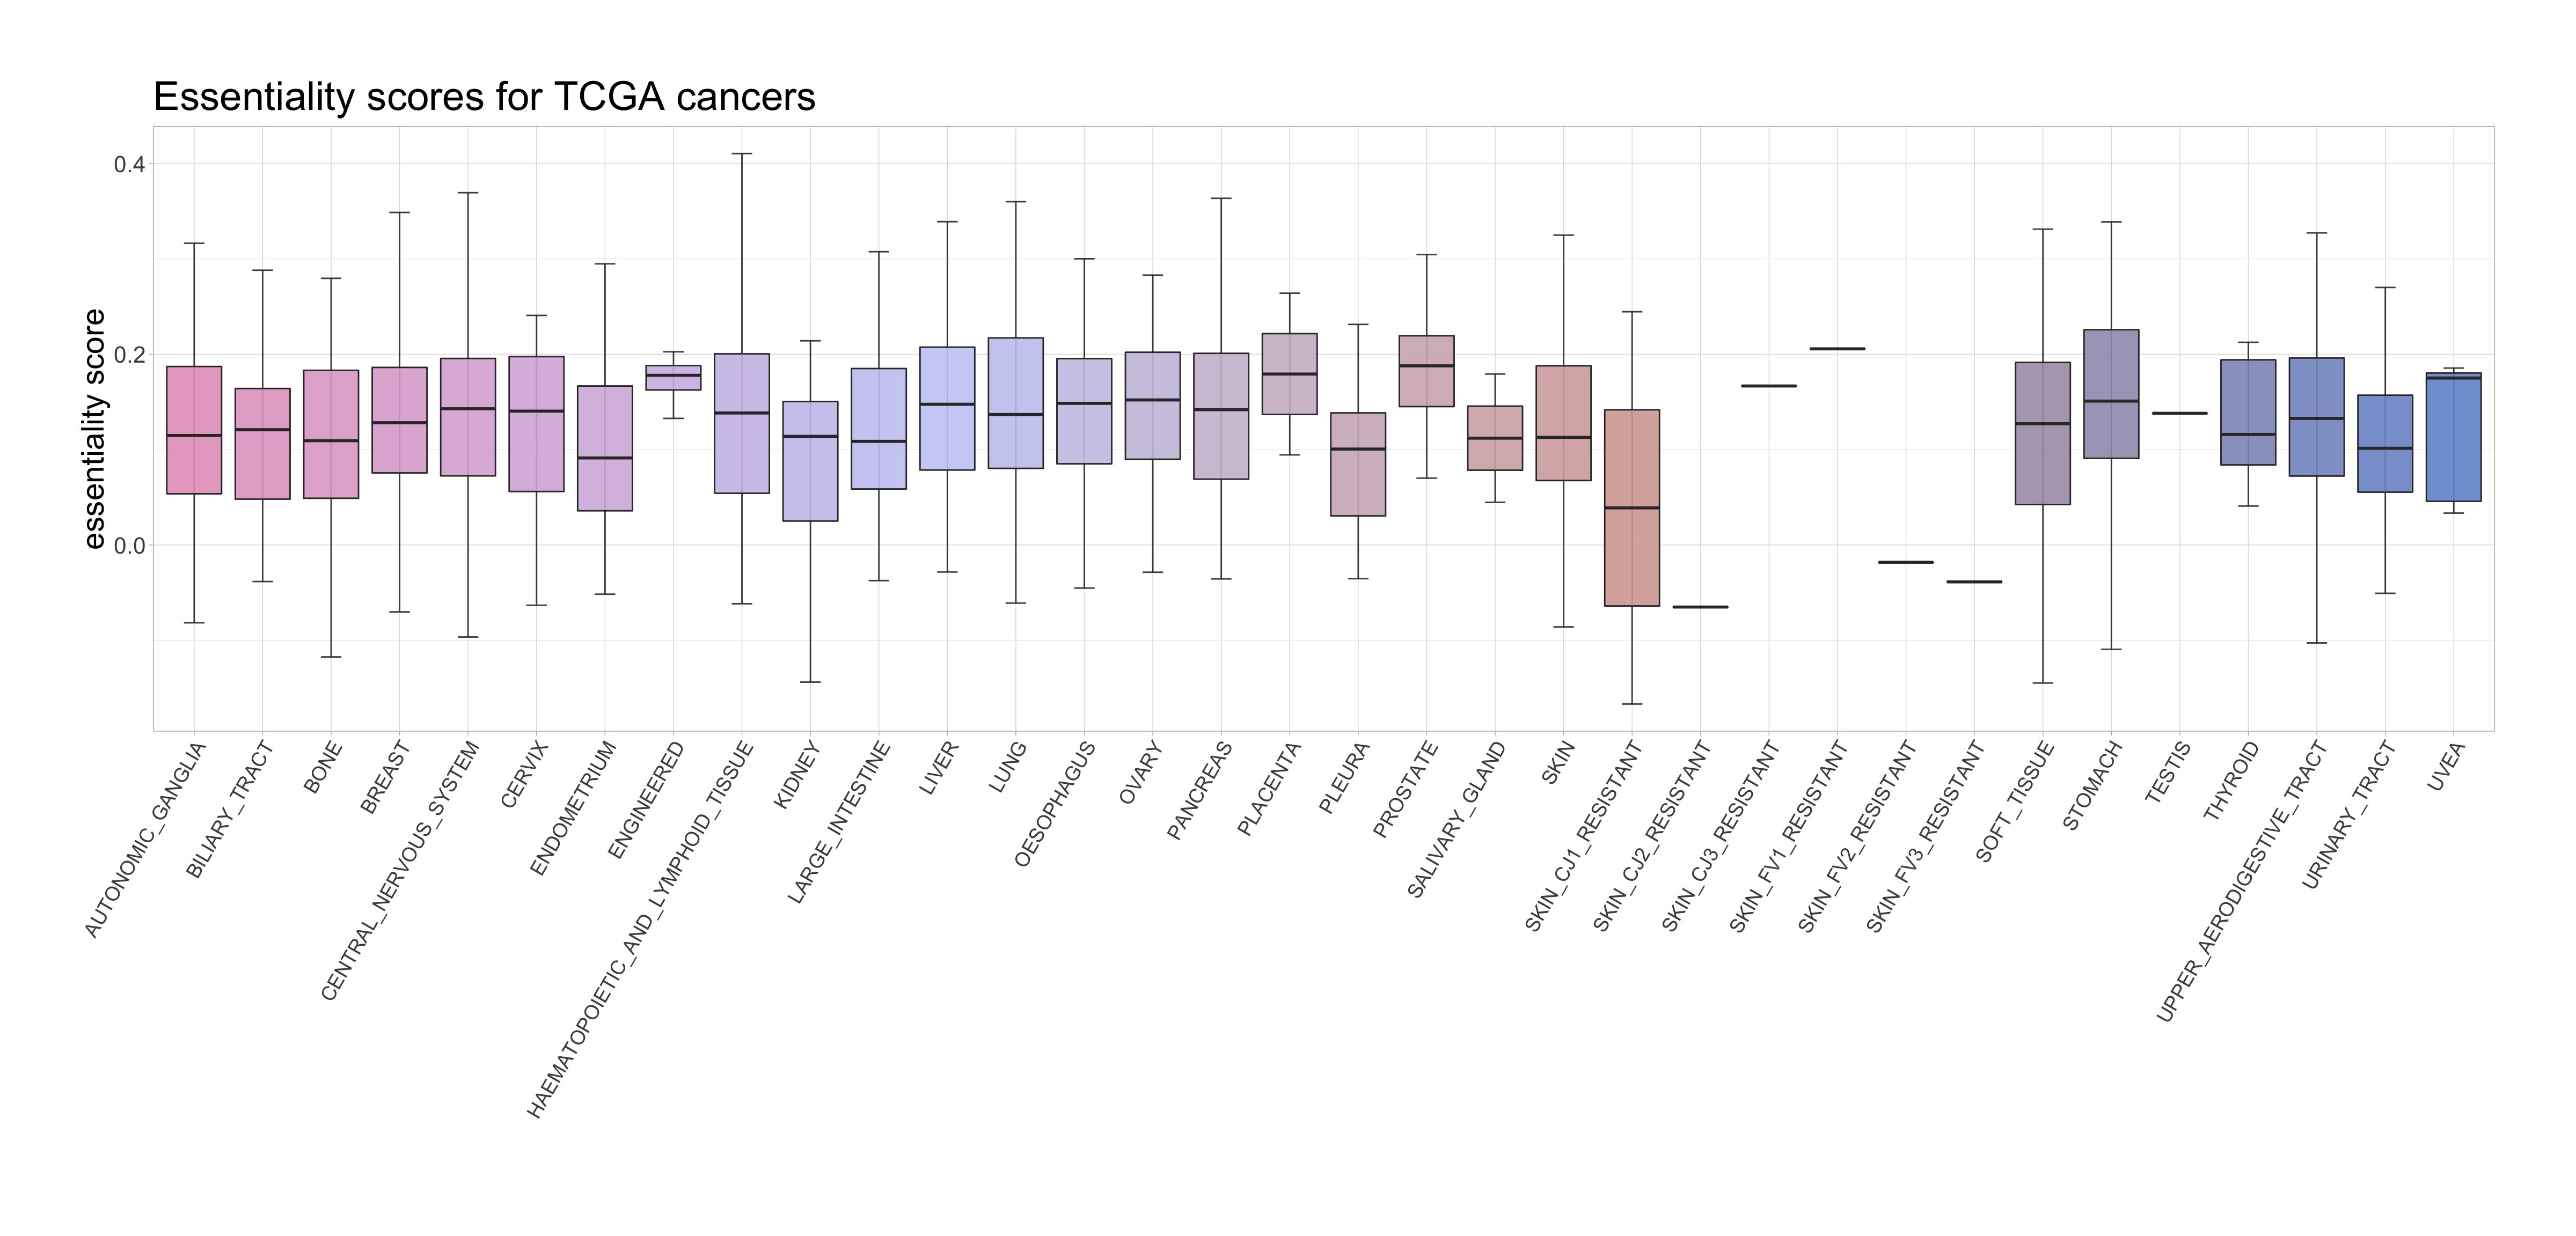 Essentiality scores for TCGA cancers
essentiality score
0.4
0.2
0.0
AUTONOMIC_GANGLIA
BILIARY_TRACT
BONE
BREAST
CENTRAL_NERVOUS_SYSTEM
CERVIX
ENDOMETRIUM
ENGINEERED
HAEMATOPOIETIC_AND_LYMPHOID_TISSUE
KIDNEY
LARGE_INTESTINE
LIVER
LUNG
OESOPHAGUS
OVARY
PANCREAS
PLACENTA
PLEURA
PROSTATE
SALIVARY_GLAND
SKIN
SKIN_CJ1_RESISTANT
SKIN_CJ2_RESISTANT
SKIN_CJ3_RESISTANT
SKIN_FV1_RESISTANT
SKIN_FV2_RESISTANT
SKIN_FV3_RESISTANT
SOFT_TISSUE
STOMACH
TESTIS
THYROID
UPPER_AERODIGESTIVE_TRACT
URINARY_TRACT
UVEA